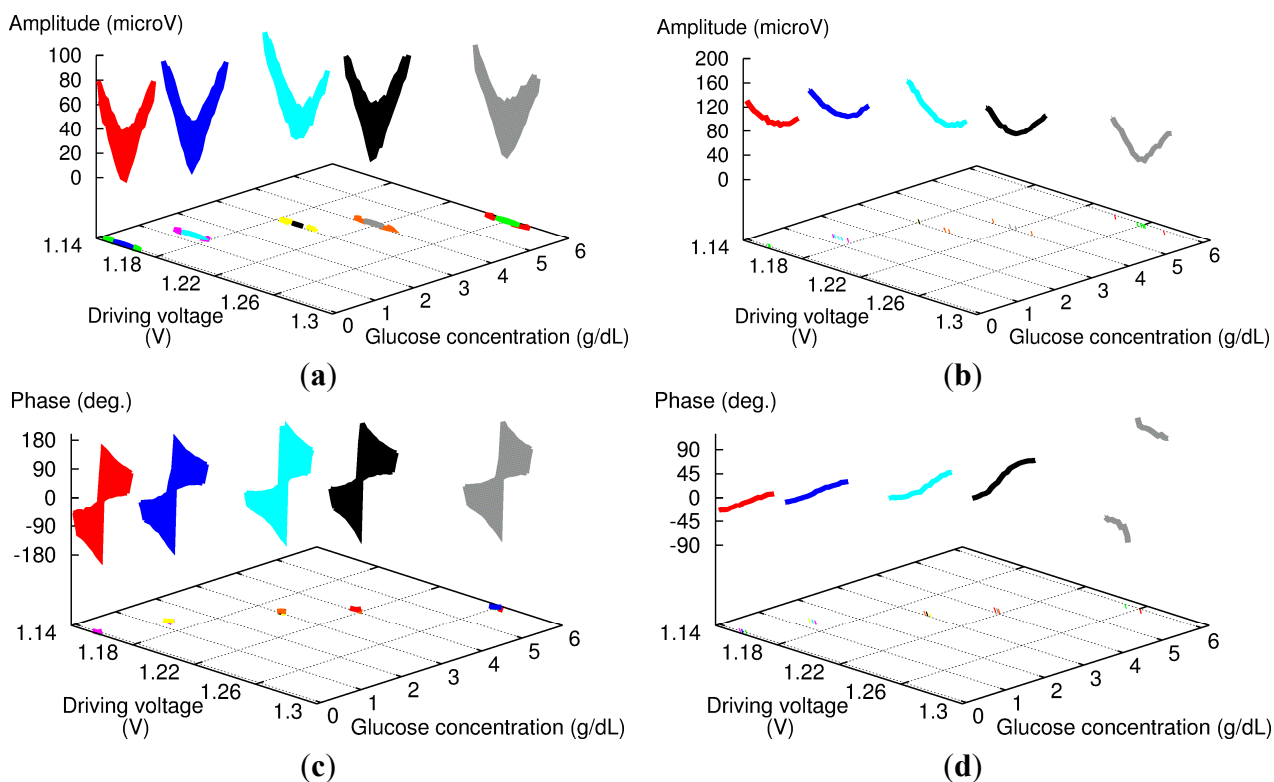 Amplitude (microV)
100
80
60
40
20
0
1.14
1.18
1.22
1.26
1.3
Driving voltage
(V)
0 1 2 3 4 5 6
Glucose concentration (g/dL)
(a)
Amplitude (microV)
200
160
120
80
40
0
1.14
1.18
1.22
1.26
1.3
Driving voltage
(V)
0 1 2 3 4 5 6
Glucose concentration (g/dL)
(b)
Phase (deg.)
180
90
0
-90
-180
1.14
1.18
1.22
1.26
1.3
Driving voltage
(V)
0 1 2 3 4 5 6
Glucose concentration (g/dL)
(c)
Phase (deg.)
90
45
0
-45
-90
1.14
1.18
1.22
1.26
1.3
Driving voltage
(V)
0 1 2 3 4 5 6
Glucose concentration (g/dL)
(d)